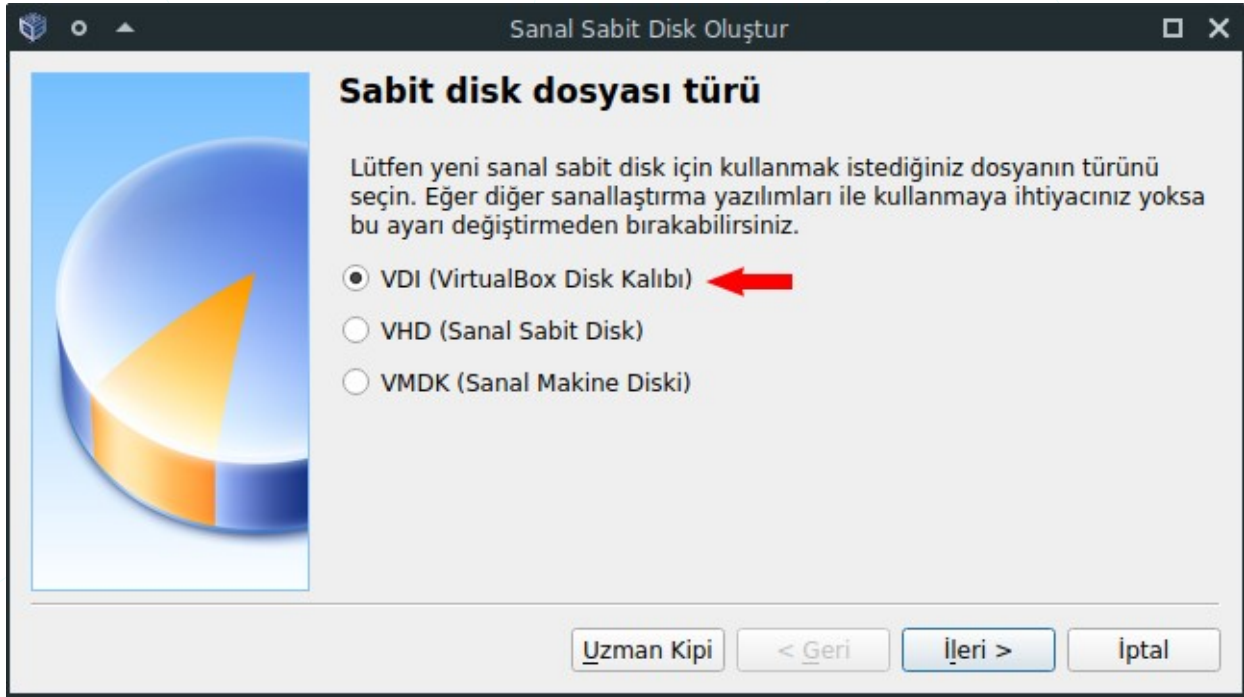 Sanal Sabit Disk Oluştur
Sabit disk dosyası türü
Lütfen yeni sanal sabit disk için kullanmak istediğiniz dosyanın türünü
seçin. Eğer diğer sanallaştırma yazılımları ile kullanmaya ihtiyacınız yoksa
bu ayarı değiştirmeden bırakabilirsiniz.
VDI (VirtualBox Disk Kalıbı)
VHD (Sanal Sabit Disk)
VMDK (Sanal Makine Diski)
Uzman Kipi
< Geri
İleri >
İptal